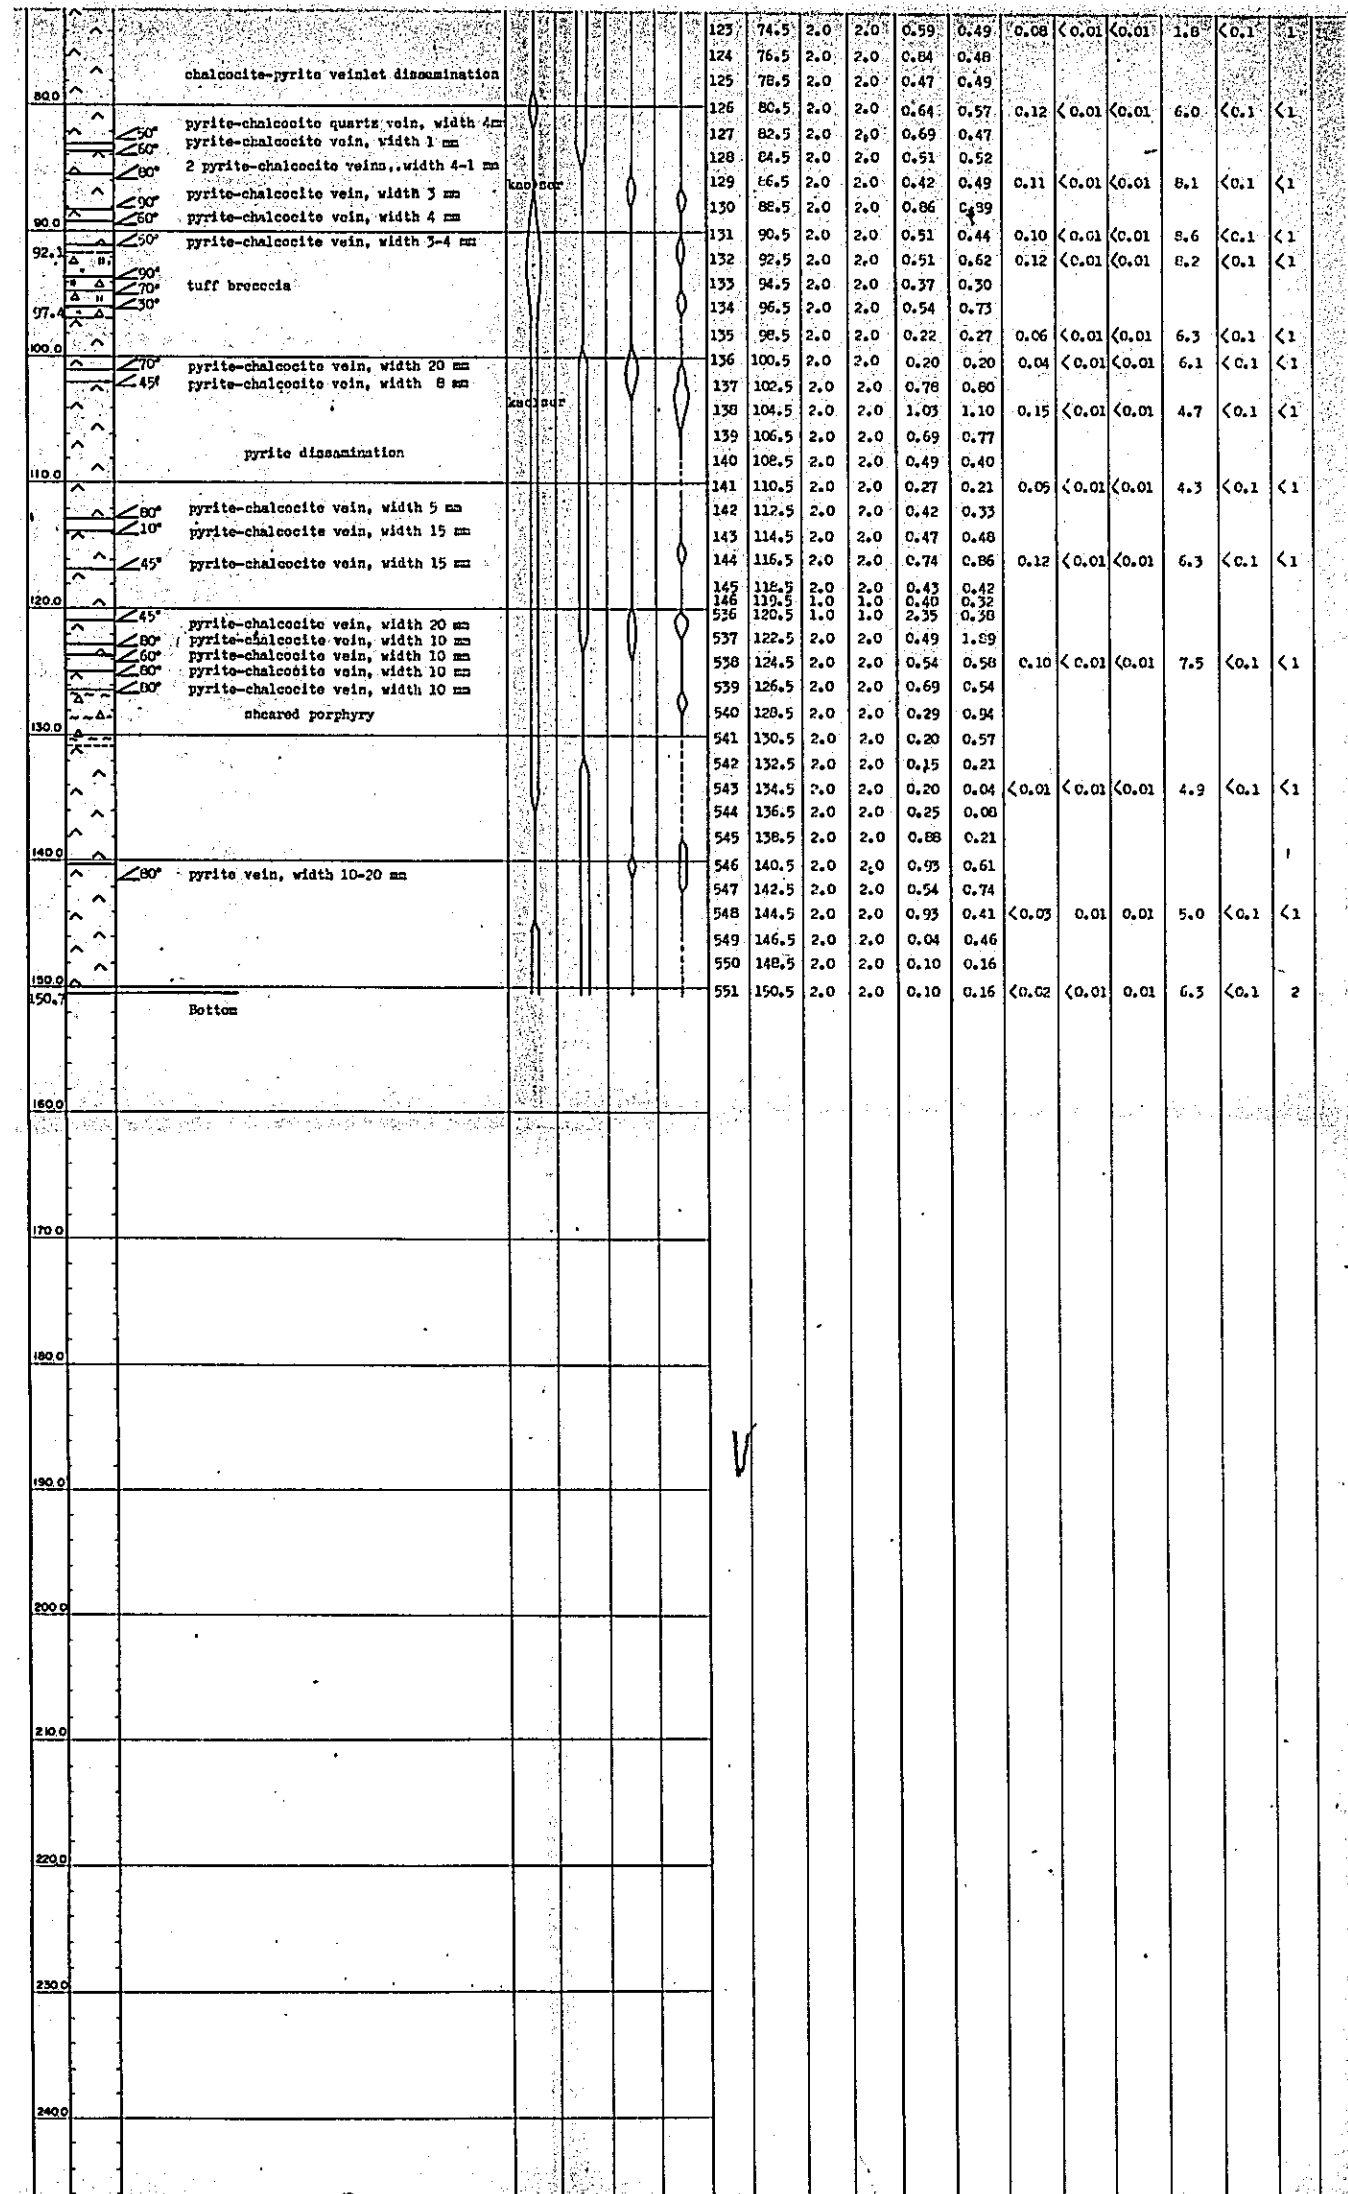 123 74.5 2.0 2.0 0.59 0.49 0.08 <0.01 <0.01 1.8 <0.1 1
124 76.5 2.0 2.0 0.84 0.48
chalcocite-pyrite veinlet dissemination
125 78.5 2.0 2.0 0.47 0.49
80.0
126 80.5 2.0 2.0 0.64 0.57 0.12 <0.01 <0.01 6.0 <0.1 <1
pyrite-chalcocite quartz vein, width 4m
50° pyrite-chalcocite vein, width 1 mm
127 82.5 2.0 2.0 0.69 0.47
60°
128 84.5 2.0 2.0 0.51 0.52
80° 2 pyrite-chalcocite veins, width 4-1 mm
kao)ser
129 86.5 2.0 2.0 0.42 0.49 0.11 <0.01 <0.01 8.1 <0.1 <1
90° pyrite-chalcocite vein, width 3 mm
130 88.5 2.0 2.0 0.86 0.39
60° pyrite-chalcocite vein, width 4 mm
90.0
131 90.5 2.0 2.0 0.51 0.44 0.10 <0.01 <0.01 8.6 <0.1 <1
50° pyrite-chalcocite vein, width 3-4 mm
92.1
132 92.5 2.0 2.0 0.51 0.62 0.12 <0.01 <0.01 8.2 <0.1 <1
90°
70° tuff brececia
133 94.5 2.0 2.0 0.37 0.30
30°
134 96.5 2.0 2.0 0.54 0.73
97.4
135 98.5 2.0 2.0 0.22 0.27 0.06 <0.01 <0.01 6.3 <0.1 <1
100.0
136 100.5 2.0 2.0 0.20 0.20 0.04 <0.01 <0.01 6.1 <0.1 <1
70° pyrite-chalcocite vein, width 20 mm
45° pyrite-chalcocite vein, width 8 mm
137 102.5 2.0 2.0 0.78 0.80
kao)ser
138 104.5 2.0 2.0 1.03 1.10 0.15 <0.01 <0.01 4.7 <0.1 <1
139 106.5 2.0 2.0 0.69 0.77
pyrite dissamination
140 108.5 2.0 2.0 0.49 0.40
110.0
141 110.5 2.0 2.0 0.27 0.21 0.05 <0.01 <0.01 4.3 <0.1 <1
80° pyrite-chalcocite vein, width 5 mm
142 112.5 2.0 2.0 0.42 0.33
10° pyrite-chalcocite vein, width 15 mm
143 114.5 2.0 2.0 0.47 0.48
45° pyrite-chalcocite vein, width 15 mm
144 116.5 2.0 2.0 0.74 0.86 0.12 <0.01 <0.01 6.3 <0.1 <1
145 118.5 2.0 2.0 0.43 0.42
146 119.5 1.0 1.0 0.40 0.32
120.0
536 120.5 1.0 1.0 2.35 0.38
45° pyrite-chalcocite vein, width 20 mm
80° pyrite-chalcocite vein, width 10 mm
537 122.5 2.0 2.0 0.49 1.89
60° pyrite-chalcocite vein, width 10 mm
538 124.5 2.0 2.0 0.54 0.58 0.10 <0.01 <0.01 7.5 <0.1 <1
80° pyrite-chalcocite vein, width 10 mm
80° pyrite-chalcocite vein, width 10 mm
539 126.5 2.0 2.0 0.69 0.54
sheared porphyry
540 128.5 2.0 2.0 0.29 0.94
130.0
541 130.5 2.0 2.0 0.20 0.57
542 132.5 2.0 2.0 0.15 0.21
543 134.5 2.0 2.0 0.20 0.04 <0.01 <0.01 <0.01 4.9 <0.1 <1
544 136.5 2.0 2.0 0.25 0.08
545 138.5 2.0 2.0 0.88 0.21
140.0
546 140.5 2.0 2.0 0.93 0.61
80° pyrite vein, width 10-20 mm
547 142.5 2.0 2.0 0.54 0.74
548 144.5 2.0 2.0 0.93 0.41 <0.03 0.01 0.01 5.0 <0.1 <1
549 146.5 2.0 2.0 0.04 0.46
550 148.5 2.0 2.0 0.10 0.16
150.0
150.7
551 150.5 2.0 2.0 0.10 0.16 <0.02 <0.01 0.01 6.3 <0.1 2
Bottom
160.0
170.0
180.0
190.0
200.0
210.0
220.0
230.0
240.0